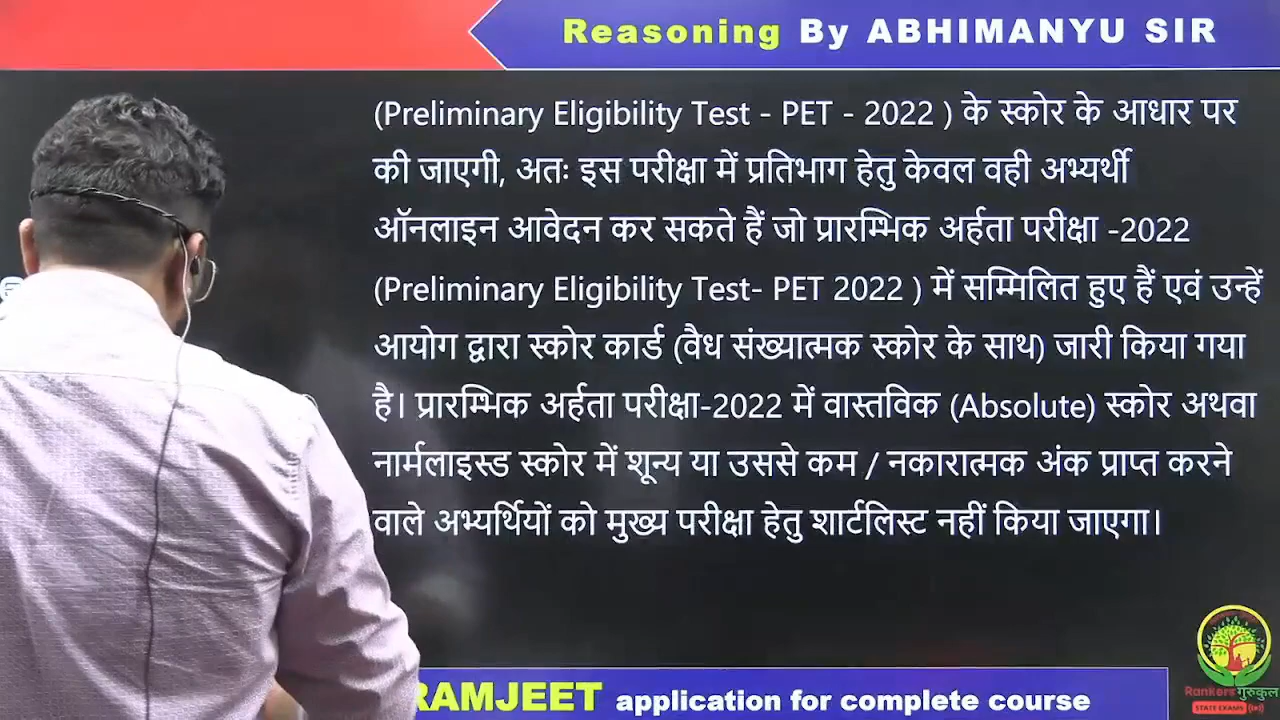 Reasoning By ABHIMANYU SIR
(Preliminary Eligibility Test - PET - 2022 ) के स्कोर के आधार पर
की जाएगी, अतः इस परीक्षा में प्रतिभाग हेतु केवल वही अभ्यर्थी
ऑनलाइन आवेदन कर सकते हैं जो प्रारम्भिक अर्हता परीक्षा -2022
(Preliminary Eligibility Test- PET 2022 ) में सम्मिलित हुए हैं एवं उन्हें
आयोग द्वारा स्कोर कार्ड (वैध संख्यात्मक स्कोर के साथ) जारी किया गया
है। प्रारम्भिक अर्हता परीक्षा-2022 में वास्तविक (Absolute) स्कोर अथवा
नार्मलाइस्ड स्कोर में शून्य या उससे कम / नकारात्मक अंक प्राप्त करने
वाले अभ्यर्थियों को मुख्य परीक्षा हेतु शार्टलिस्ट नहीं किया जाएगा।
RAMJEET application for complete course
Rankers गुरुकुल
STATE EXAMS